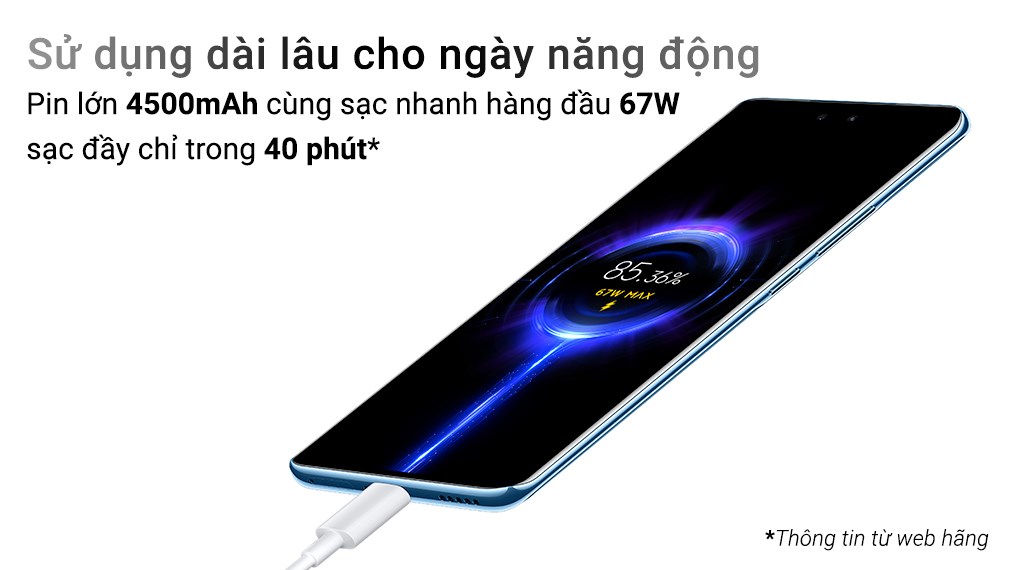 Sử dụng dài lâu cho ngày năng động
Pin lớn 4500mAh cùng sạc nhanh hàng đầu 67W
sạc đầy chỉ trong 40 phút*
85.36%
67W MAX
*Thông tin từ web hãng